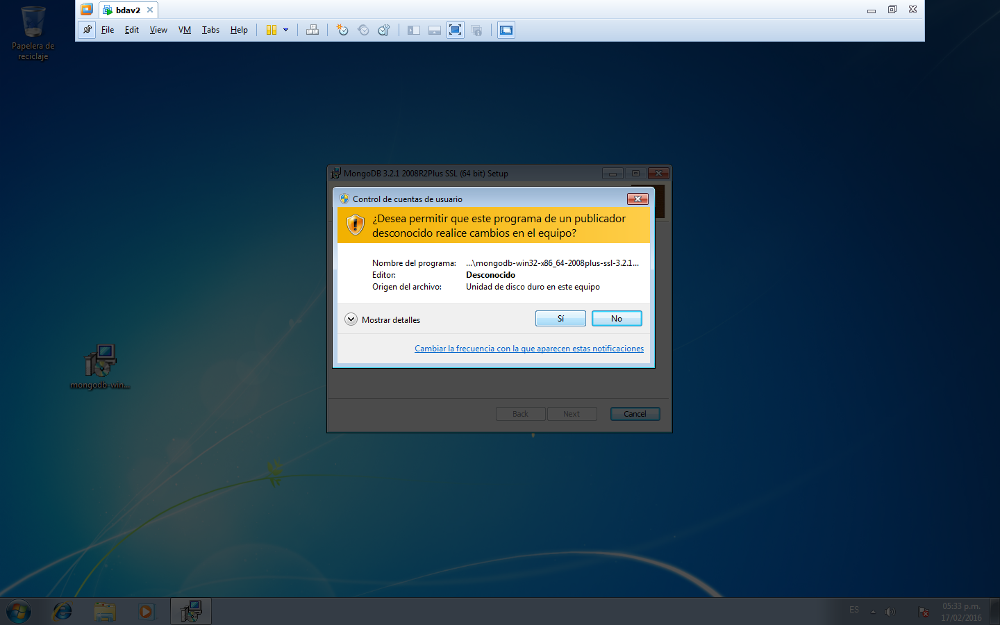 bdav2
File Edit View VM Tabs Help
Papelera de
reciclaje
MongoDB 3.2.1 2008R2Plus SSL (64 bit) Setup
Control de cuentas de usuario
¿Desea permitir que este programa de un publicador
desconocido realice cambios en el equipo?
Nombre del programa: ...\mongodb-win32-x86_64-2008plus-ssl-3.2.1...
Editor: Desconocido
Origen del archivo: Unidad de disco duro en este equipo
Mostrar detalles
Sí
No
Cambiar la frecuencia con la que aparecen estas notificaciones
mongodb-win...
Back
Next
Cancel
ES
05:33 p.m.
17/02/2016